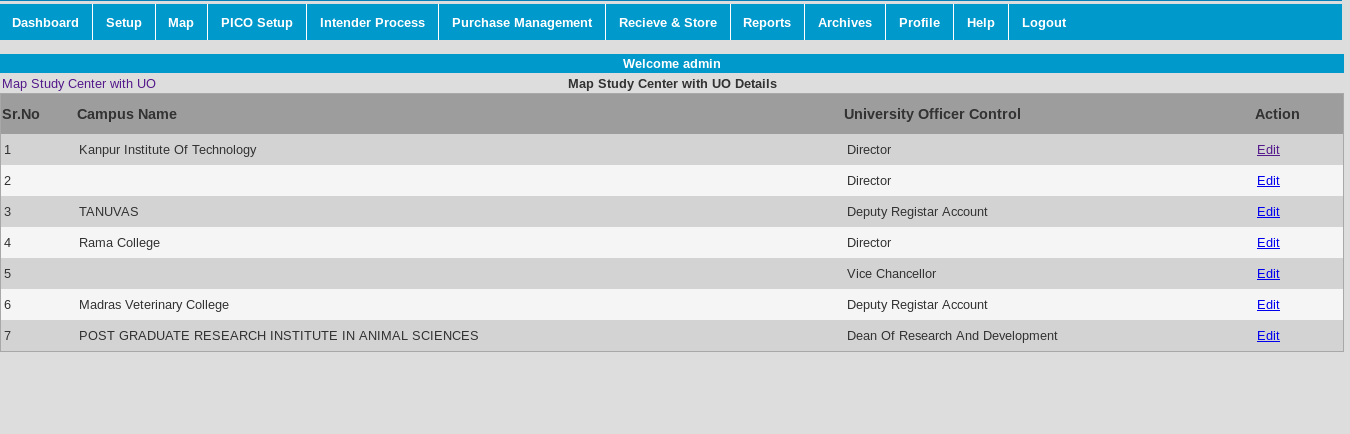 Dashboard Setup Map PICO Setup Intender Process Purchase Management Recieve & Store Reports Archives Profile Help Logout
Welcome admin
Map Study Center with UO Map Study Center with UO Details
Sr.No Campus Name University Officer Control Action
1 Kanpur Institute Of Technology Director Edit
2 Director Edit
3 TANUVAS Deputy Registar Account Edit
4 Rama College Director Edit
5 Vice Chancellor Edit
6 Madras Veterinary College Deputy Registar Account Edit
7 POST GRADUATE RESEARCH INSTITUTE IN ANIMAL SCIENCES Dean Of Research And Development Edit